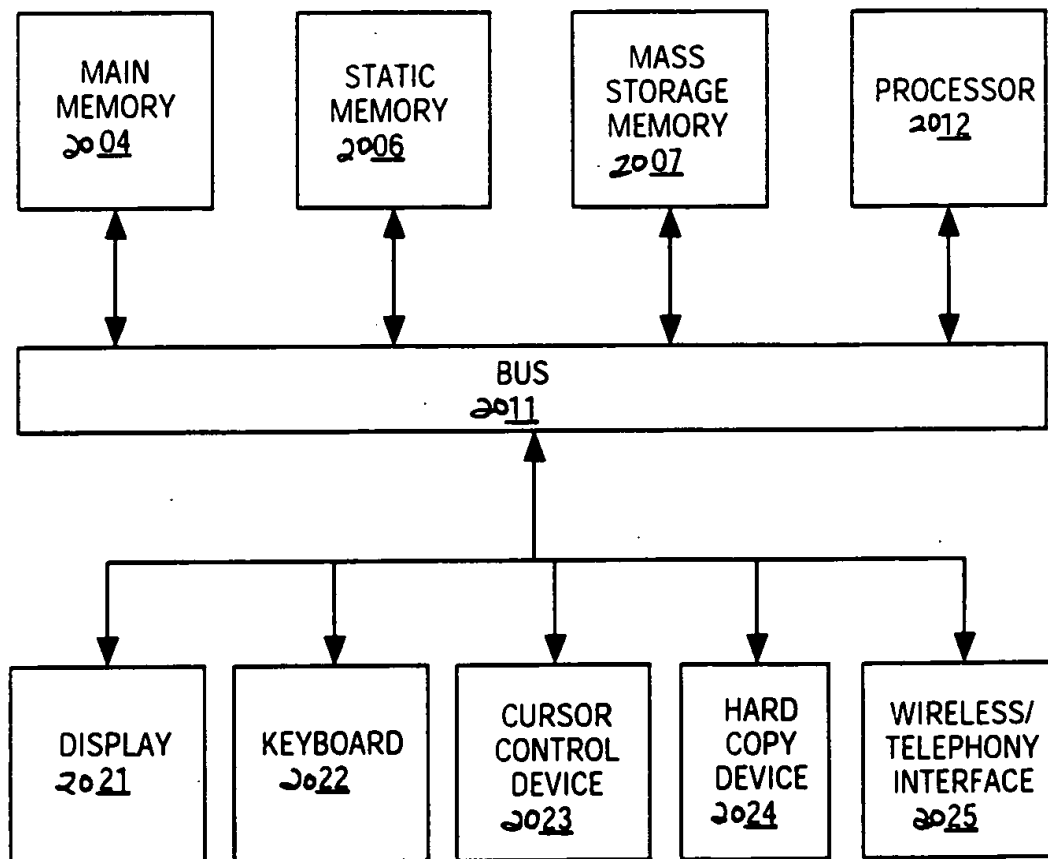 MAIN
MEMORY
2004
STATIC
MEMORY
2006
MASS
STORAGE
MEMORY
2007
PROCESSOR
2012
BUS
2011
DISPLAY
2021
KEYBOARD
2022
CURSOR
CONTROL
DEVICE
2023
HARD
COPY
DEVICE
2024
WIRELESS/
TELEPHONY
INTERFACE
2025